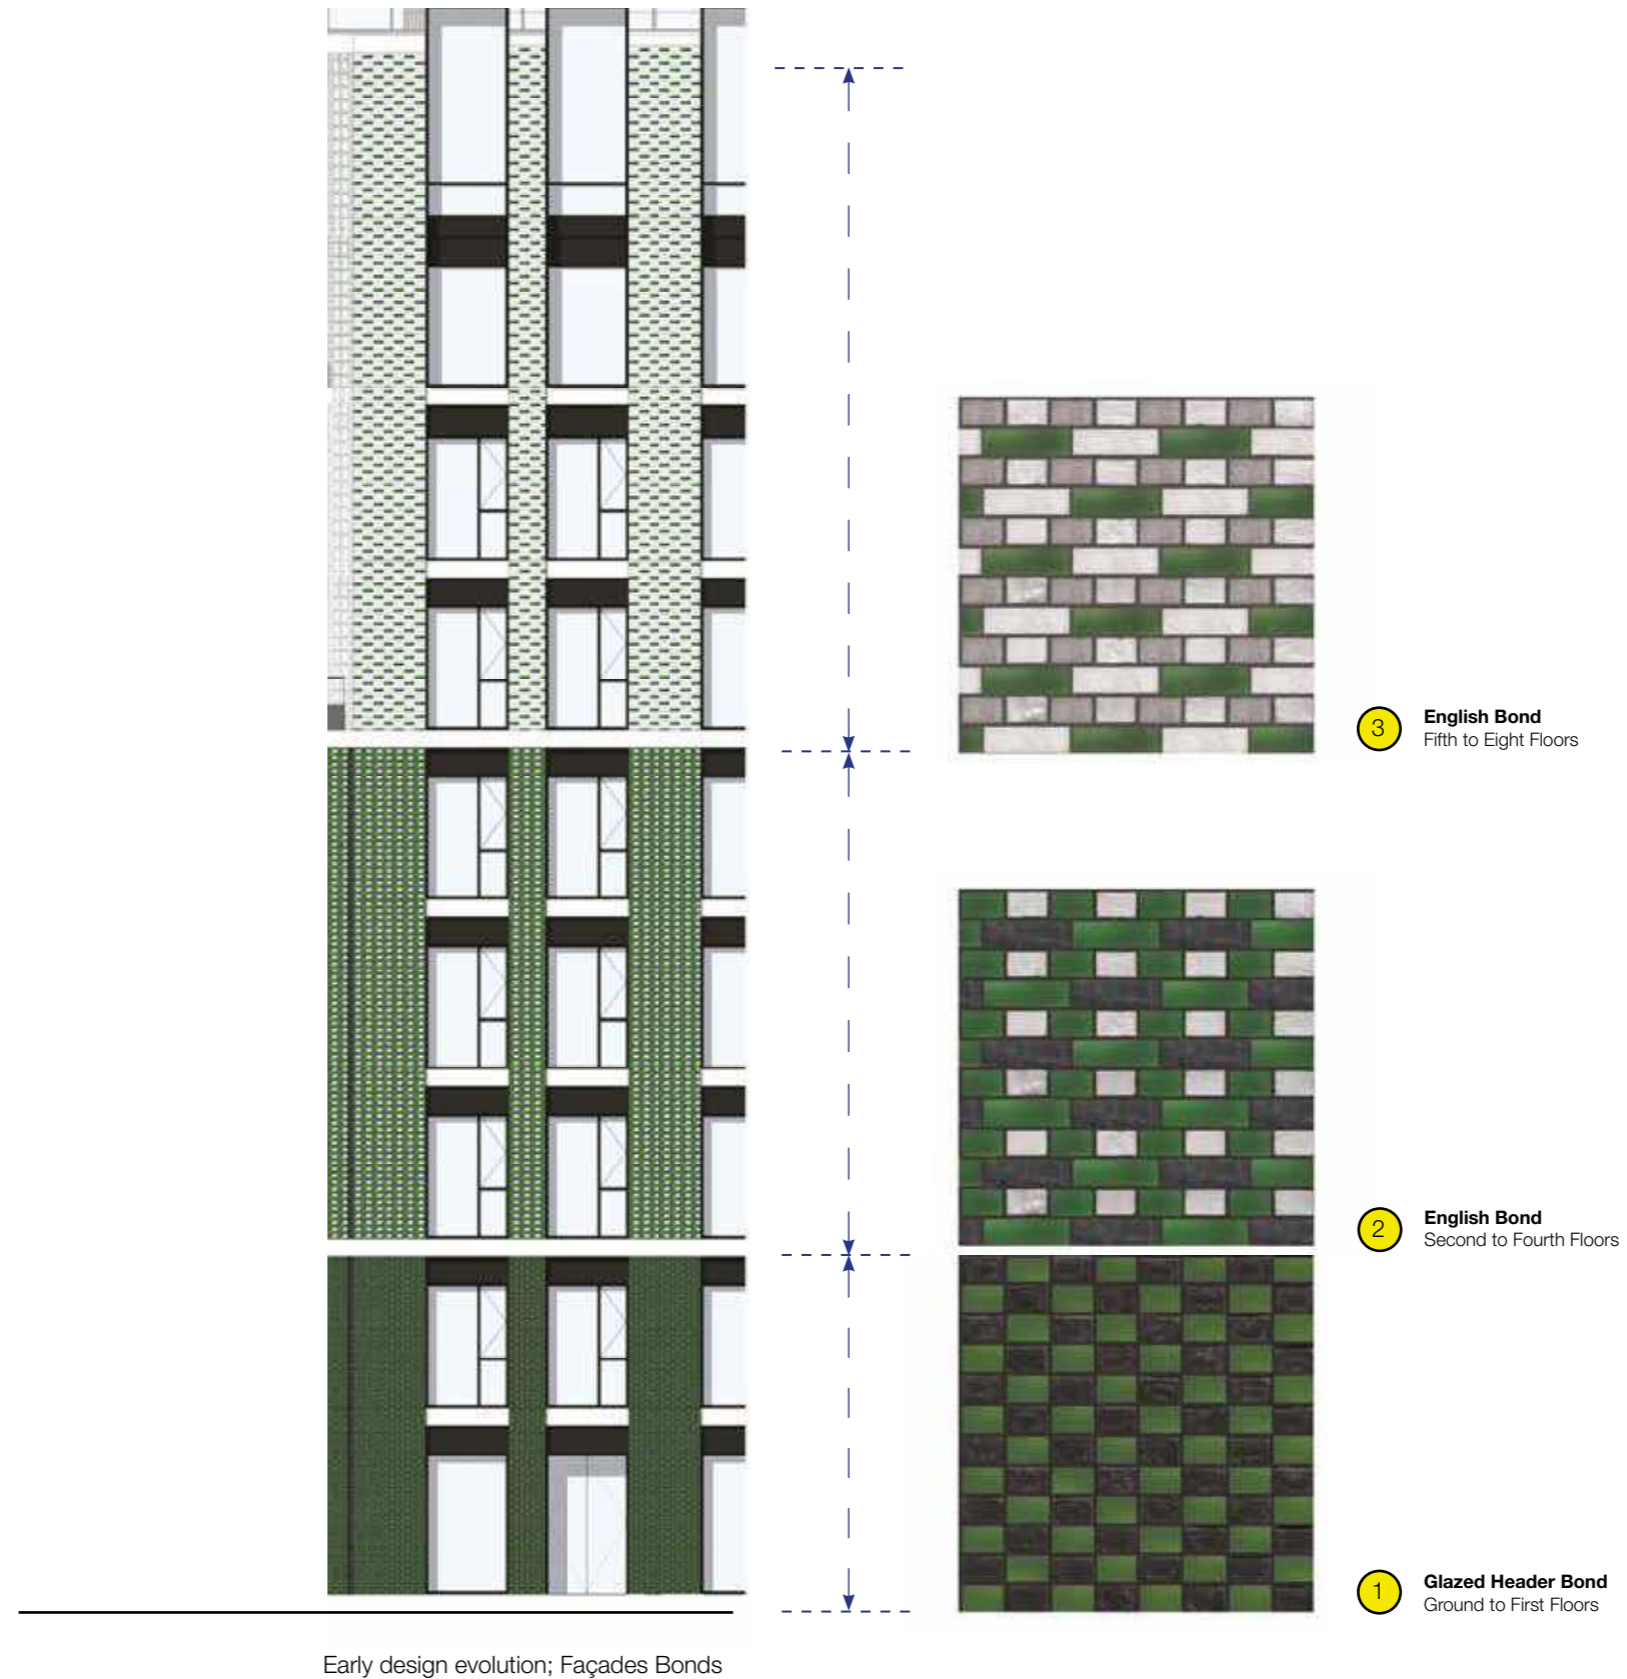 3
English Bond
Fifth to Eight Floors
2
English Bond
Second to Fourth Floors
1
Glazed Header Bond
Ground to First Floors
Early design evolution; Façades Bonds